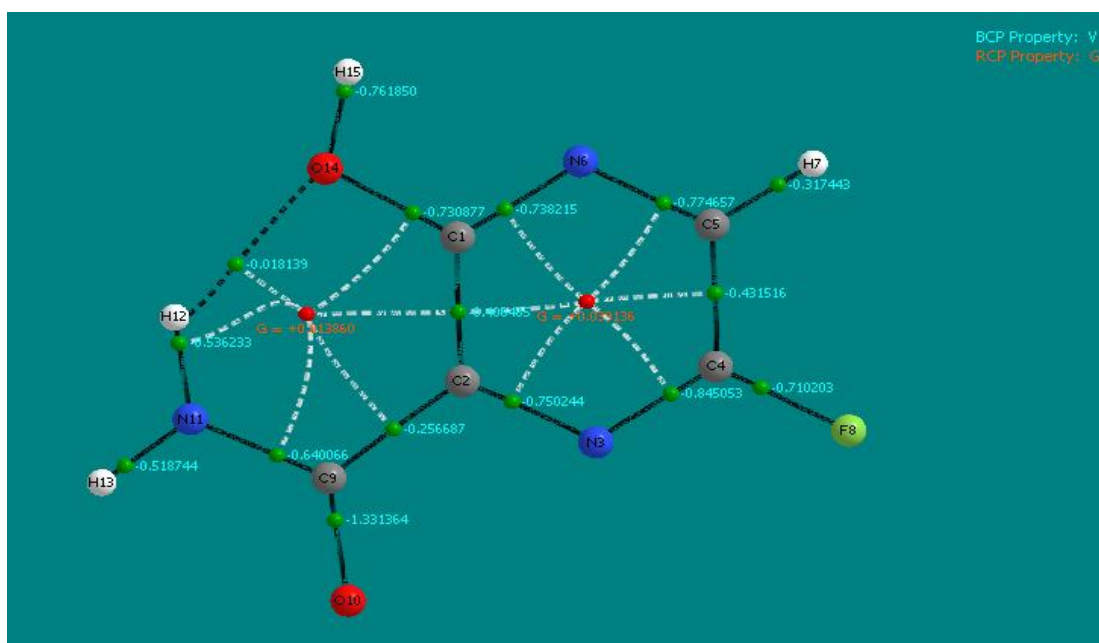 BCP Property: V
RCP Property: G
H15
-0.761850
O14
N6
H7
-0.317443
-0.774657
-0.730877
-0.738215
C5
C1
-0.018139
-0.431516
H12
-0.536233
C2
C4
-0.710203
-0.845053
-0.750244
N11
-0.256687
F8
N3
-0.640066
-0.518744
C9
H13
-1.331364
O10